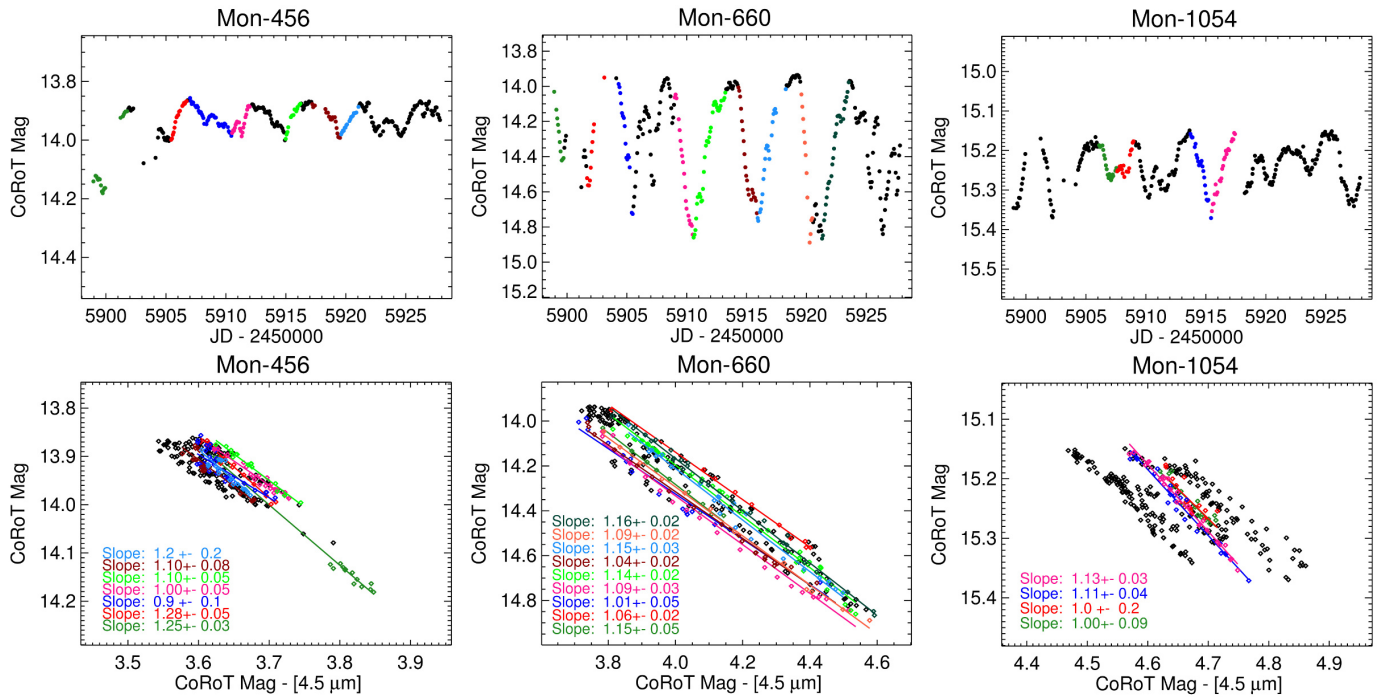 Mon-456
CoRoT Mag
13.8
14.0
14.2
14.4
5900 5905 5910 5915 5920 5925
JD - 2450000
Mon-660
CoRoT Mag
13.8
14.0
14.2
14.4
14.6
14.8
15.0
15.2
5900 5905 5910 5915 5920 5925
JD - 2450000
Mon-1054
CoRoT Mag
15.0
15.1
15.2
15.3
15.4
15.5
5900 5905 5910 5915 5920 5925
JD - 2450000
Mon-456
CoRoT Mag
13.8
13.9
14.0
14.1
14.2
Slope: 1.2 +- 0.2
Slope: 1.10+- 0.08
Slope: 1.10+- 0.05
Slope: 1.00+- 0.05
Slope: 0.9 +- 0.1
Slope: 1.28+- 0.05
Slope: 1.25+- 0.03
3.5 3.6 3.7 3.8 3.9
CoRoT Mag - [4.5 μm]
Mon-660
CoRoT Mag
14.0
14.2
14.4
14.6
14.8
Slope: 1.16+- 0.02
Slope: 1.09+- 0.02
Slope: 1.15+- 0.03
Slope: 1.04+- 0.02
Slope: 1.14+- 0.02
Slope: 1.09+- 0.03
Slope: 1.01+- 0.05
Slope: 1.06+- 0.02
Slope: 1.15+- 0.05
3.8 4.0 4.2 4.4 4.6
CoRoT Mag - [4.5 μm]
Mon-1054
CoRoT Mag
15.1
15.2
15.3
15.4
Slope: 1.13+- 0.03
Slope: 1.11+- 0.04
Slope: 1.0 +- 0.2
Slope: 1.00+- 0.09
4.4 4.5 4.6 4.7 4.8 4.9
CoRoT Mag - [4.5 μm]